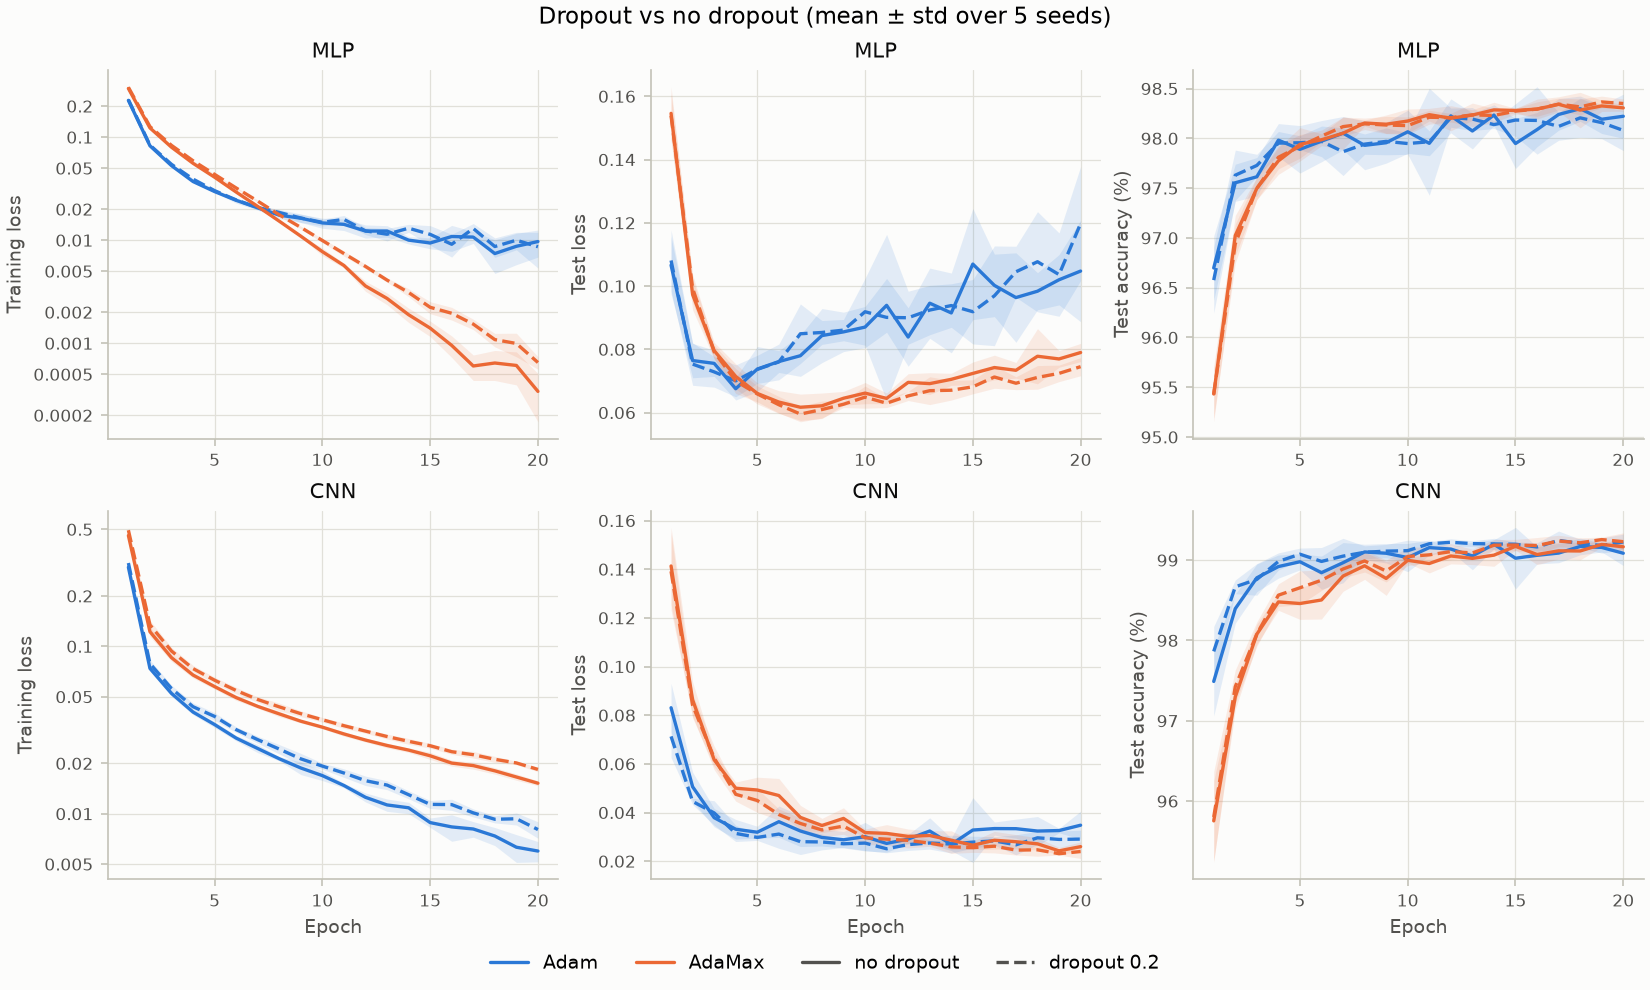 Dropout vs no dropout (mean ± std over 5 seeds)
MLP
Training loss
0.2
0.1
0.05
0.02
0.01
0.005
0.002
0.001
0.0005
0.0002
5 10 15 20
MLP
Test loss
0.16
0.14
0.12
0.10
0.08
0.06
5 10 15 20
MLP
Test accuracy (%)
98.5
98.0
97.5
97.0
96.5
96.0
95.5
95.0
5 10 15 20
CNN
Training loss
0.5
0.2
0.1
0.05
0.02
0.01
0.005
5 10 15 20
Epoch
CNN
Test loss
0.16
0.14
0.12
0.10
0.08
0.06
0.04
0.02
5 10 15 20
Epoch
CNN
Test accuracy (%)
99
98
97
96
5 10 15 20
Epoch
Adam AdaMax no dropout dropout 0.2